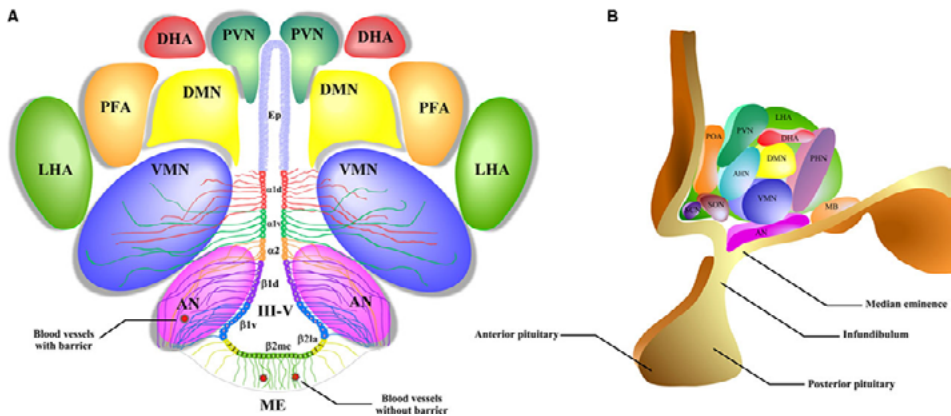 A
DHA
PVN
PVN
DHA
PFA
DMN
DMN
PFA
Ep
LHA
VMN
VMN
LHA
α1d
α1v
α2
β1d
AN
III-V
AN
β1v
β2me
β2la
Blood vessels
with barrier
ME
Blood vessels
without barrier
B
LHA
PVN
POA
DHA
DMN
PHN
AHN
VMN
SON
SCN
MB
AN
Median eminence
Infundibulum
Anterior pituitary
Posterior pituitary